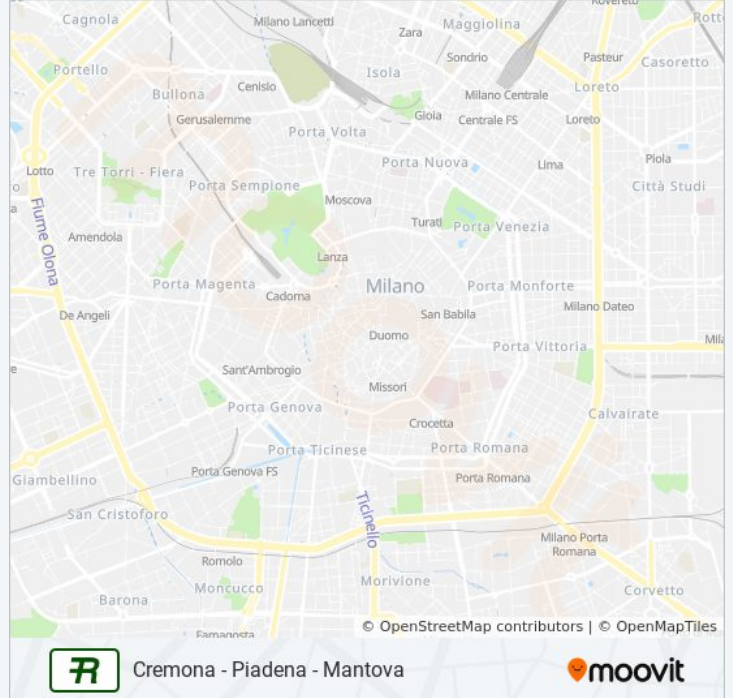 Rovereto
Cagnola
Milano Lancetti
Maggiolina
Rott
Zara
Sondrio
Pasteur
Portello
Isola
Casoretto
Cenisio
Loreto
Bullona
Milano Centrale
Gerusalemme
Gioia
Centrale FS
Loreto
Porta Volta
Piola
Lotto
Tre Torri - Fiera
Porta Nuova
Lima
o
Porta Sempione
Città Studi
Moscova
a
Turati
Porta Venezia
Fiume Olona
Amendola
Lanza
Porta Magenta
Milano
Porta Monforte
Cadorna
Milano Dateo
De Angeli
San Babila
Duomo
Porta Vittoria
Mila
e
Sant'Ambrogio
Missori
Porta Genova
Calvairate
Crocetta
Porta Ticinese
Porta Romana
Giambellino
Porta Genova FS
Porta Romana
San Cristoforo
Ticinello
Milano Porta
Romana
Romolo
Morivione
Moncucco
Corvetto
Barona
Famagosta
© OpenStreetMap contributors | © OpenMapTiles
R Cremona - Piadena - Mantova
moovit